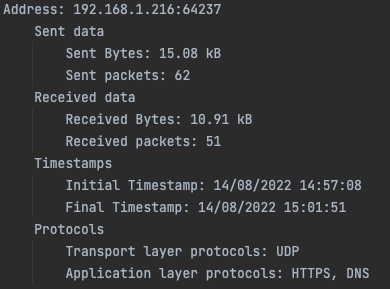 Address: 192.168.1.216:64237
Sent data
Sent Bytes: 15.08 kB
Sent packets: 62
Received data
Received Bytes: 10.91 kB
Received packets: 51
Timestamps
Initial Timestamp: 14/08/2022 14:57:08
Final Timestamp: 14/08/2022 15:01:51
Protocols
Transport layer protocols: UDP
Application layer protocols: HTTPS, DNS